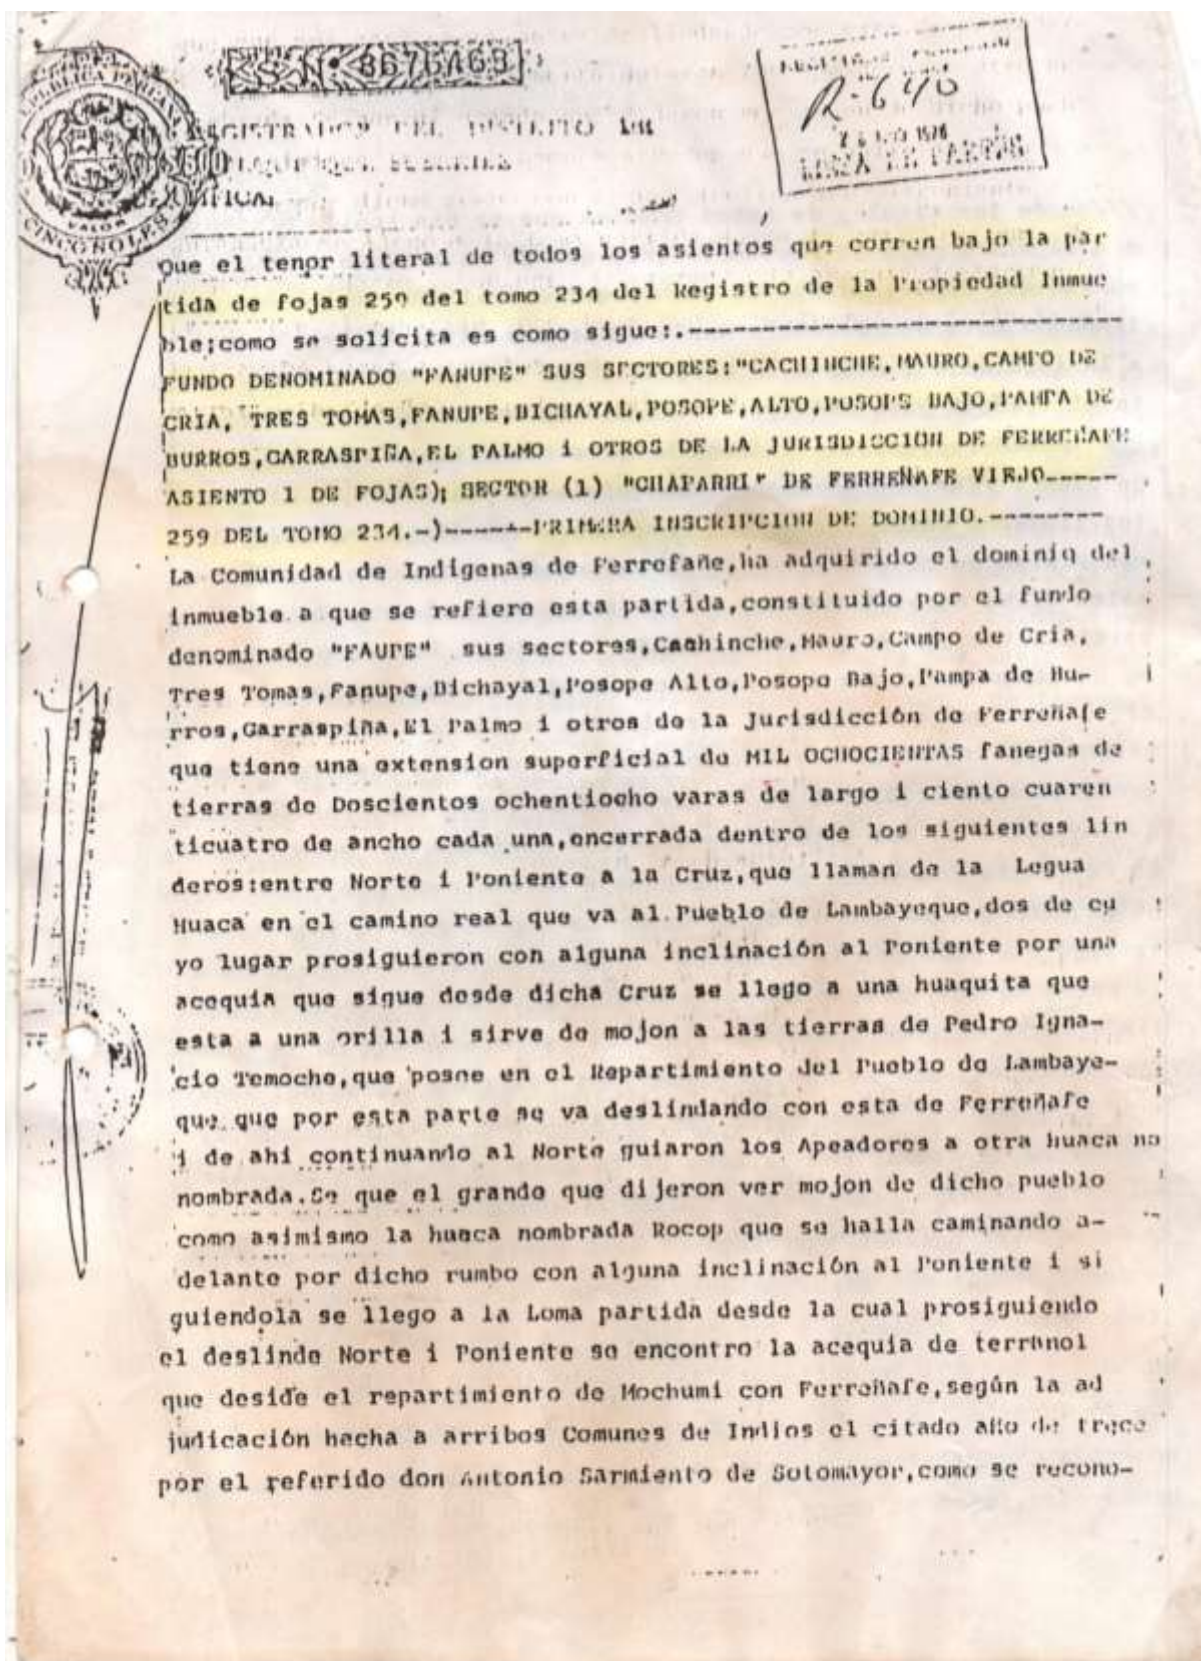 REPUBLICA PERUANA
S Nº 8676A63
R-640
REGISTRADOR DEL DISTRITO DE
VALOR
CINCO SOLES
Que el tenor literal de todos los asientos que corren bajo la par
tida de fojas 259 del tomo 234 del Registro de la Propiedad Inmue
ble;como se solicita es como sigue:.------------------------------
FUNDO DENOMINADO "FANUPE" SUS SECTORES:"CACHINCHE,MAURO,CAMPO DE
CRIA, TRES TOMAS,FANUPE,BICHAYAL,POSOPE,ALTO,POSOPE BAJO,PAMPA DE
BURROS,GARRASPIÑA,EL PALMO i OTROS DE LA JURISDICCION DE FERREÑAFE
ASIENTO 1 DE FOJAS); SECTOR (1) "CHAPARRI" DE FERREÑAFE VIEJO-----
259 DEL TOMO 234.-)------PRIMERA INSCRIPCION DE DOMINIO.--------
La Comunidad de Indigenas de Ferrefañe,ha adquirido el dominio del
inmueble a que se refiere esta partida,constituido por el fundo
denominado "FAUPE" sus sectores,Cachinche,Mauro,Campo de Cria,
Tres Tomas,Fanupe,Bichayal,Posope Alto,Posopo Bajo,Pampa de Bu-
rros,Garraspiña,El Palmo i otros de la Jurisdicción de Ferreñafe
que tiene una extension superficial de MIL OCHOCIENTAS fanegas de
tierras de Doscientos ochentiocho varas de largo i ciento cuaren
ticuatro de ancho cada una,encerrada dentro de los siguientes lin
deros:entre Norte i Poniente a la Cruz,que llaman de la Legua
Huaca en el camino real que va al Pueblo de Lambayeque,dos de cu
yo lugar prosiguieron con alguna inclinación al Poniente por una
acequia que sigue desde dicha Cruz se llego a una huaquita que
esta a una orilla i sirve de mojon a las tierras de Pedro Igna-
cio Temoche,que posne en el Repartimiento del Pueblo de Lambaye-
que que por esta parte se va deslindando con esta de Ferreñafe
i de ahi continuando al Norte guiaron los Apeadores a otra huaca no
nombrada.Se que el grande que dijeron ver mojon de dicho pueblo
como asimismo la huaca nombrada Rocop que se halla caminando a-
delante por dicho rumbo con alguna inclinación al Poniente i si
guiendola se llego a la Loma partida desde la cual prosiguiendo
el deslinde Norte i Poniente se encontro la acequia de terranol
que deside el repartimiento de Mochumi con Ferreñafe,según la ad
judicación hecha a arribos Comunes de Indios el citado año de trece
por el referido don Antonio Sarmiento de Sotomayor,como se recono-